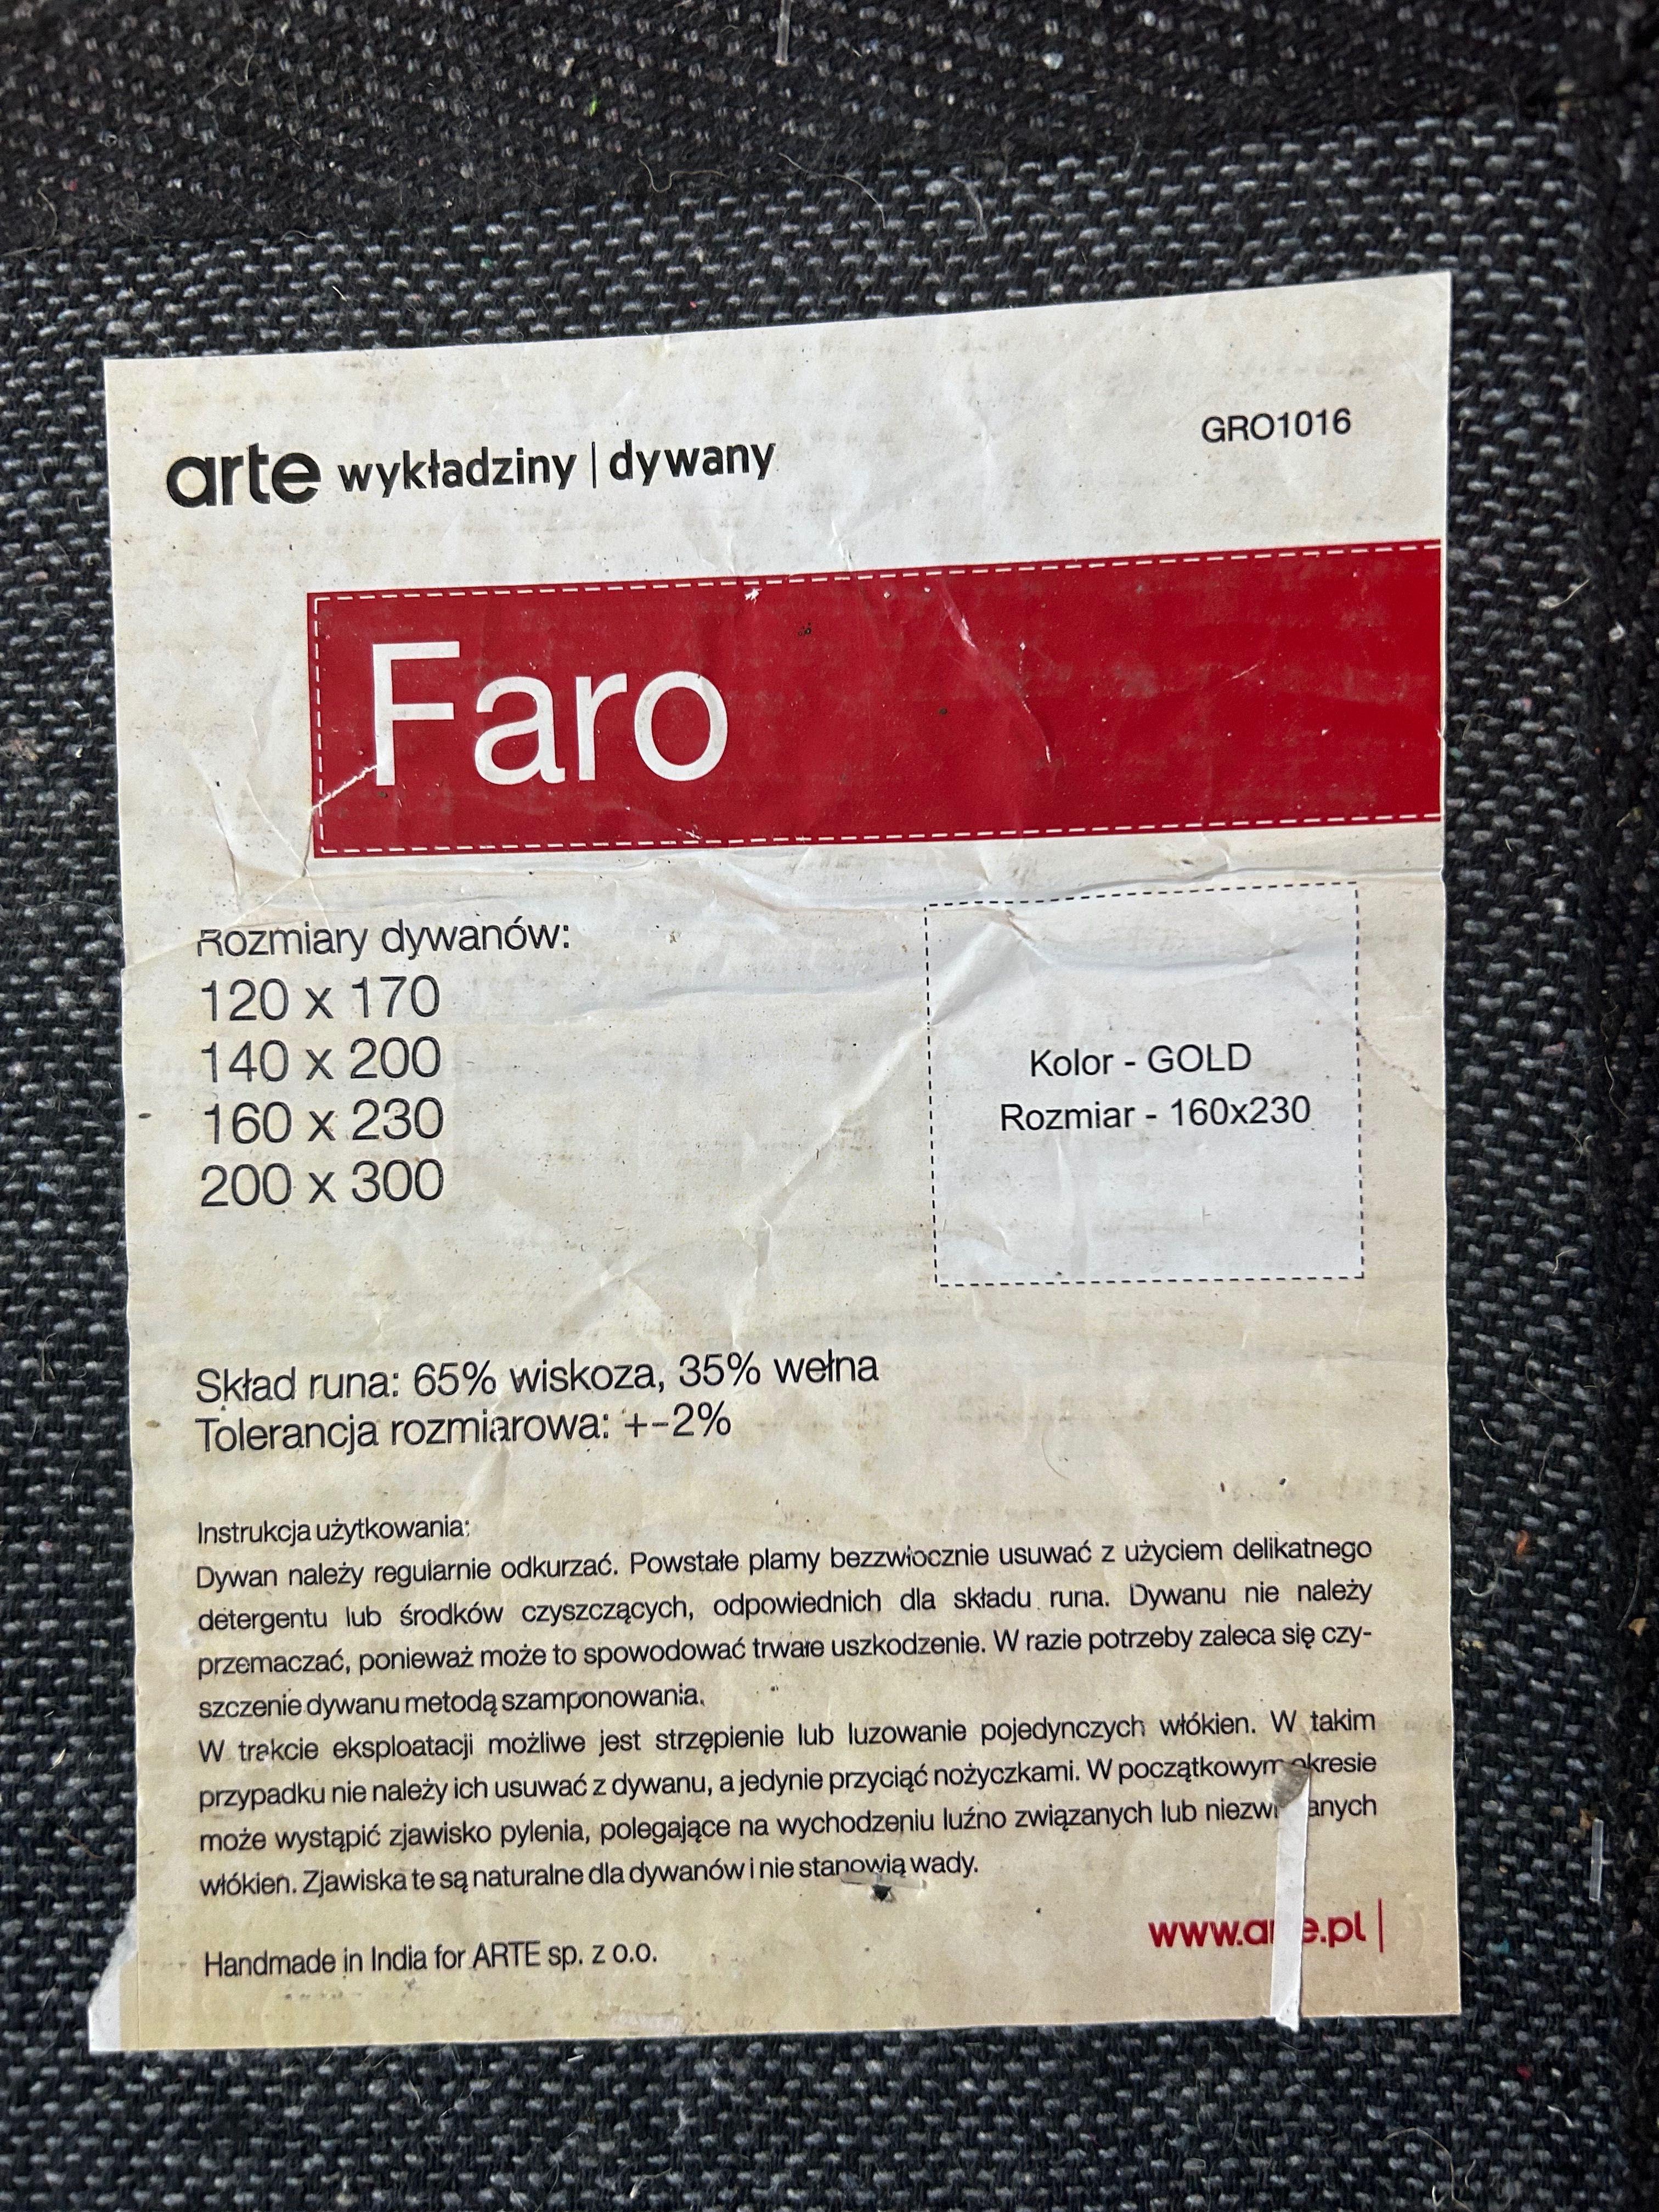 arte wykładziny | dywany
GRO1016
Faro
Rozmiary dywanów:
120 x 170
140 x 200
160 x 230
200 x 300
Kolor - GOLD
Rozmiar - 160x230
Skład runa: 65% wiskoza, 35% wełna
Tolerancja rozmiarowa: +-2%
Instrukcja użytkowania:
Dywan należy regularnie odkurzać. Powstałe plamy bezzwłocznie usuwać z użyciem delikatnego
detergentu lub środków czyszczących, odpowiednich dla składu runa. Dywanu nie należy
przemaczać, ponieważ może to spowodować trwałe uszkodzenie. W razie potrzeby zaleca się czy-
szczenie dywanu metodą szamponowania.
W trakcie eksploatacji możliwe jest strzępienie lub luzowanie pojedynczych włókien. W takim
przypadku nie należy ich usuwać z dywanu, a jedynie przyciąć nożyczkami. W początkowym okresie
może wystąpić zjawisko pylenia, polegające na wychodzeniu luźno związanych lub
włókien. Zjawiska te są naturalne dla dywanów i nie stanowią wady.
www.arte.pl |
Handmade in India for ARTE sp. z o.o.